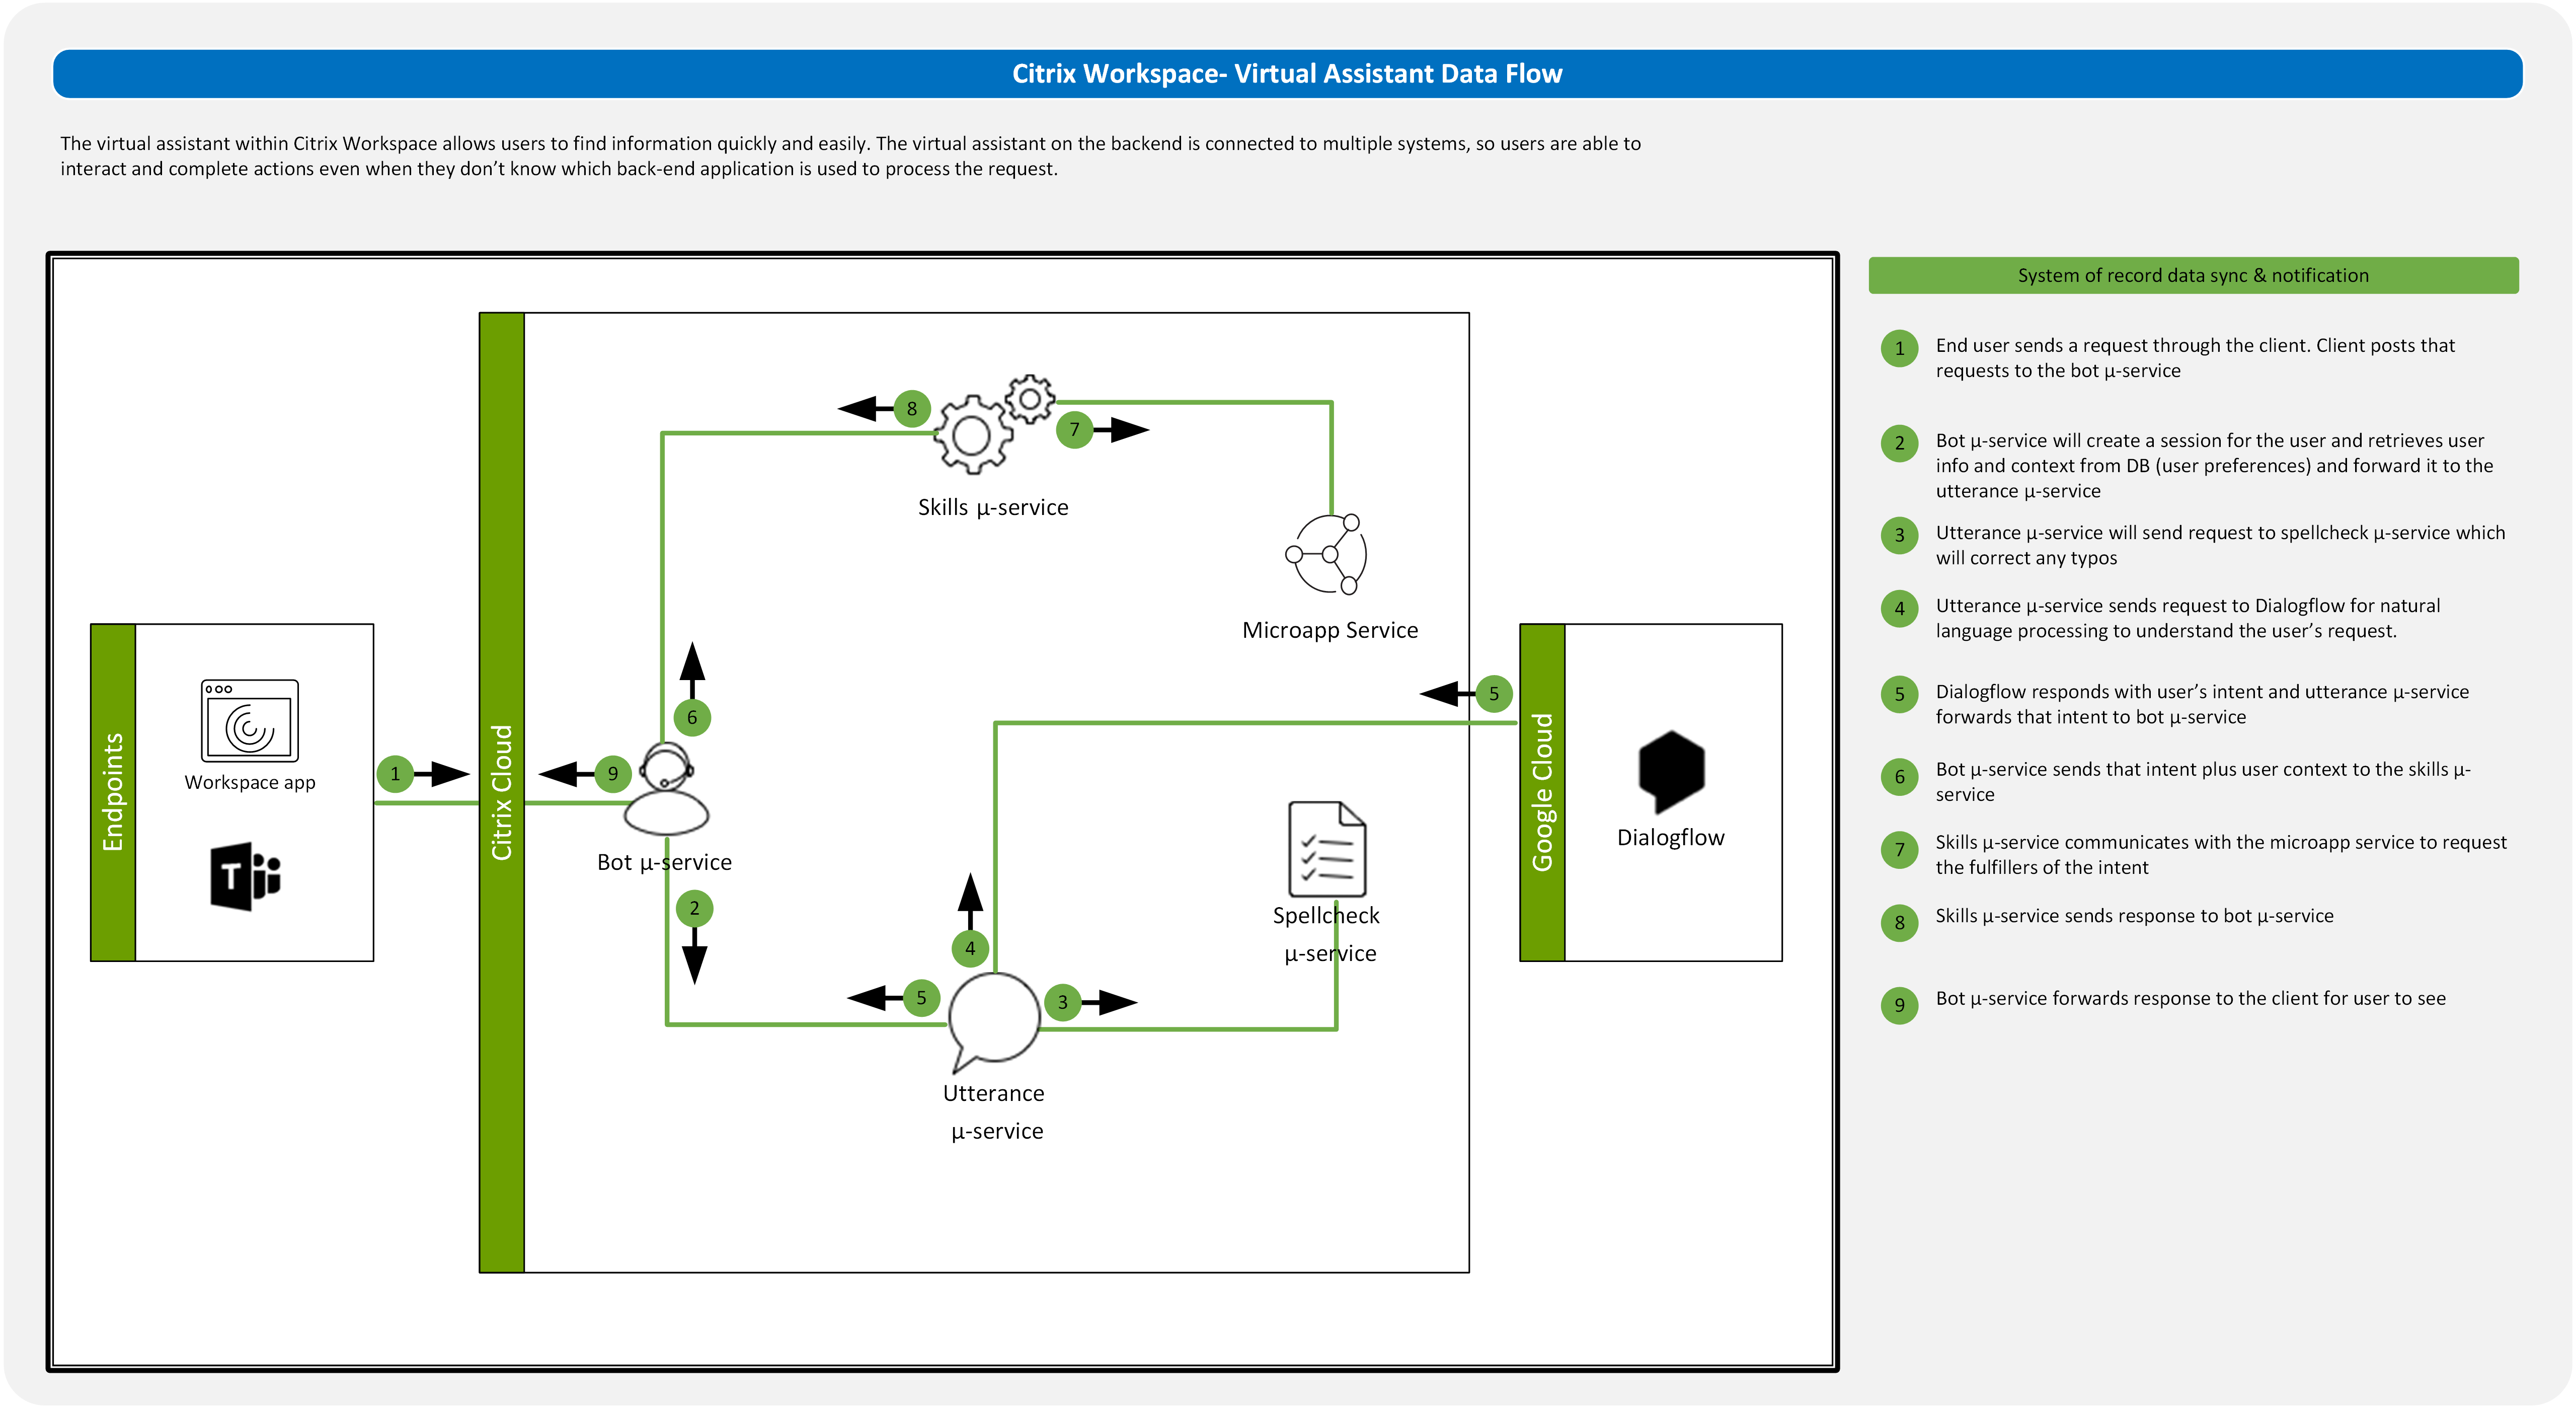 Citrix Workspace- Virtual Assistant Data Flow
The virtual assistant within Citrix Workspace allows users to find information quickly and easily. The virtual assistant on the backend is connected to multiple systems, so users are able to
interact and complete actions even when they don’t know which back-end application is used to process the request.
Endpoints
Workspace app
T
1
Citrix Cloud
9
Bot µ-service
6
2
8
Skills µ-service
7
Microapp Service
5
4
5
3
Utterance
µ-service
Spellcheck
µ-service
Google Cloud
Dialogflow
System of record data sync & notification
1
End user sends a request through the client. Client posts that
requests to the bot µ-service
2
Bot µ-service will create a session for the user and retrieves user
info and context from DB (user preferences) and forward it to the
utterance µ-service
3
Utterance µ-service will send request to spellcheck µ-service which
will correct any typos
4
Utterance µ-service sends request to Dialogflow for natural
language processing to understand the user’s request.
5
Dialogflow responds with user’s intent and utterance µ-service
forwards that intent to bot µ-service
6
Bot µ-service sends that intent plus user context to the skills µ-
service
7
Skills µ-service communicates with the microapp service to request
the fulfillers of the intent
8
Skills µ-service sends response to bot µ-service
9
Bot µ-service forwards response to the client for user to see